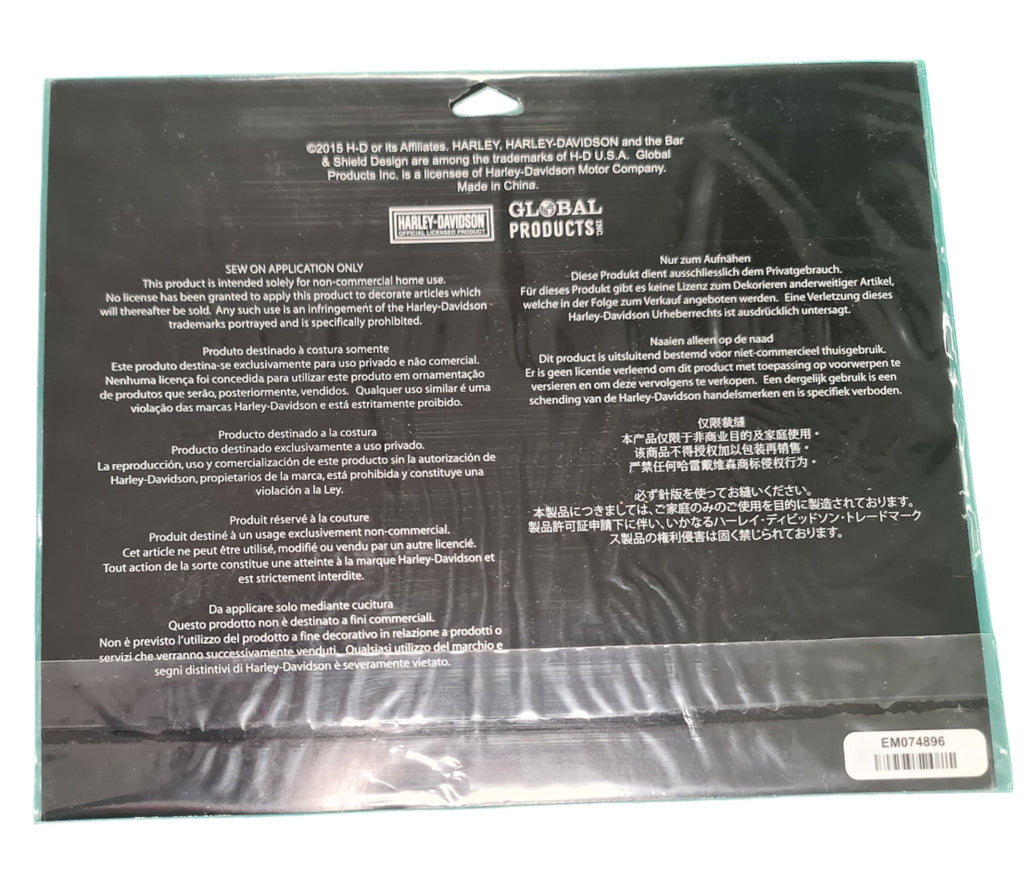 ©2015 H-D or its Affiliates. HARLEY, HARLEY-DAVIDSON and the Bar
& Shield Design are among the trademarks of H-D U.S.A. Global
Products Inc. is a licensee of Harley-Davidson Motor Company.
Made in China.
HARLEY-DAVIDSON
OFFICIAL LICENSED PRODUCT
GLOBAL
PRODUCTS INC
SEW ON APPLICATION ONLY
This product is intended solely for non-commercial home use.
No license has been granted to apply this product to decorate articles which
will thereafter be sold. Any such use is an infringement of the Harley-Davidson
trademarks portrayed and is specifically prohibited.
Produto destinado à costura somente
Este produto destina-se exclusivamente para uso privado e não comercial.
Nenhuma licença foi concedida para utilizar este produto em ornamentação
de produtos que serão, posteriormente, vendidos. Qualquer uso similar é uma
violação das marcas Harley-Davidson e está estritamente proibido.
Producto destinado a la costura
Producto destinado exclusivamente a uso privado.
La reproducción, uso y comercialización de este producto sin la autorización de
Harley-Davidson, propietarios de la marca, está prohibida y constituye una
violación a la Ley.
Produit réservé à la couture
Produit destiné à un usage exclusivement non-commercial.
Cet article ne peut être utilisé, modifié ou vendu par un autre licencié.
Tout action de la sorte constitue une atteinte à la marque Harley-Davidson et
est strictement interdite.
Da applicare solo mediante cucitura
Questo prodotto non è destinato a fini commerciali.
Non è previsto l'utilizzo del prodotto a fine decorativo in relazione a prodotti o
servizi che verranno successivamente venduti. Qualsiasi utilizzo del marchio e
segni distintivi di Harley-Davidson è severamente vietato.
Nur zum Aufnähen
Diese Produkt dient ausschliesslich dem Privatgebrauch.
Für dieses Produkt gibt es keine Lizenz zum Dekorieren anderweitiger Artikel,
welche in der Folge zum Verkauf angeboten werden. Eine Verletzung dieses
Harley-Davidson Urheberrechts ist ausdrücklich untersagt.
Naaien alleen op de naad
Dit product is uitsluitend bestemd voor niet-commercieel thuisgebruik.
Er is geen licentie verleend om dit product met toepassing op voorwerpen te
versieren en om deze vervolgens te verkopen. Een dergelijk gebruik is een
schending van de Harley-Davidson handelsmerken en is specifiek verboden.
仅限裁缝
本产品仅限于非商业目的及家庭使用。
该商品不得授权加以包装再销售。
严禁任何哈雷戴维森商标侵权行为。
必ず針版を使ってお縫いください。
本製品につきましては、ご家庭のみのご使用を目的に製造されております。
製品許可証申請下に伴い、いかなるハーレイ・ディビッドソン・トレードマーク
ス製品の権利侵害は固く禁じられております。
EM074896